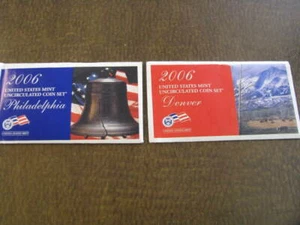 2006
UNITED STATES MINT
UNCIRCULATED COIN SET
Philadelphia
2006
UNITED STATES MINT
UNCIRCULATED COIN SET
Denver